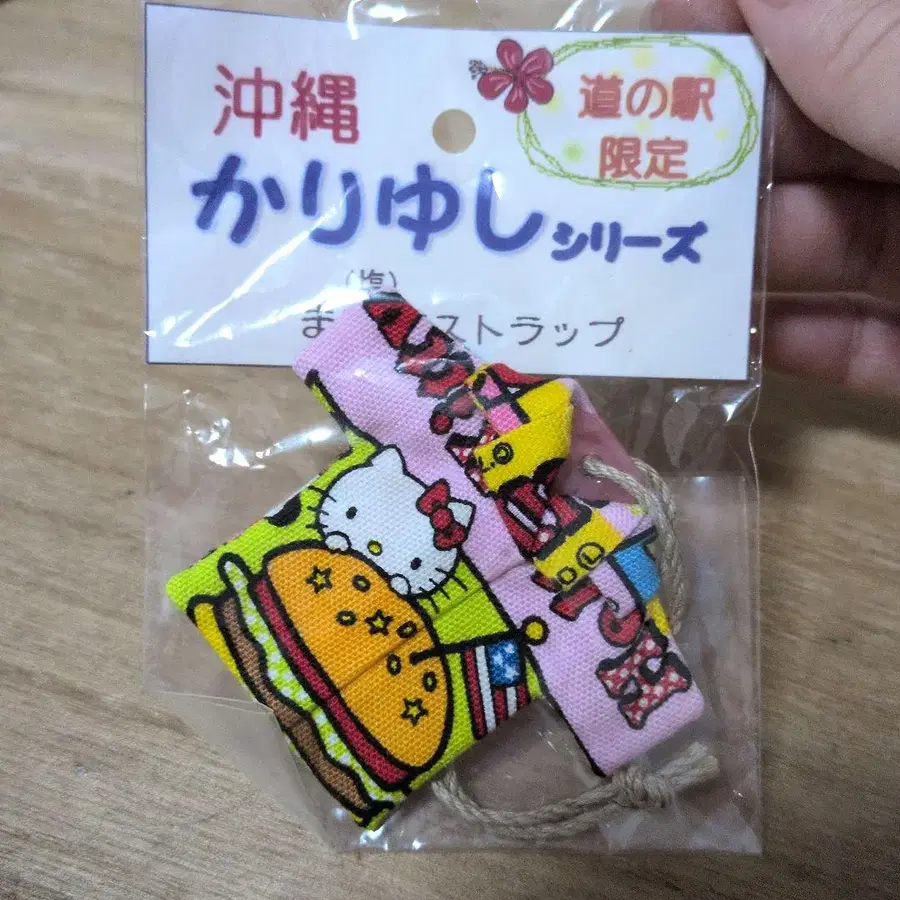 沖縄
道の駅
限定
かりゆしシリーズ
(塩)
ストラップ